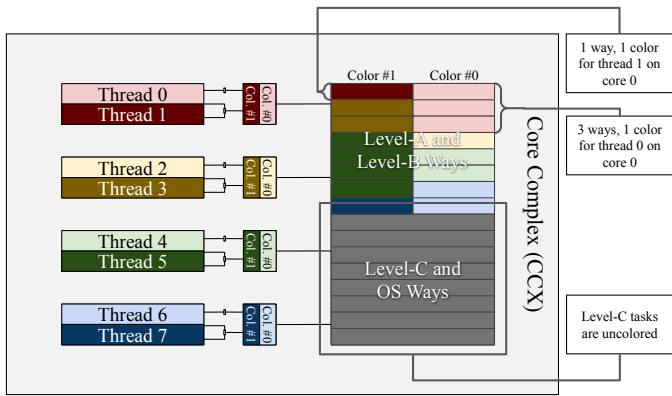 Color #1
Color #0
Thread 0
Thread 1
Col. #1
Col. #0
Thread 2
Thread 3
Col. #1
Col. #0
Thread 4
Thread 5
Col. #1
Col. #0
Thread 6
Thread 7
Col. #1
Col. #0
Level-A and
Level-B Ways
Level-C and
OS Ways
Core Complex (CCX)
1 way, 1 color
for thread 1 on
core 0
3 ways, 1 color
for thread 0 on
core 0
Level-C tasks
are uncolored